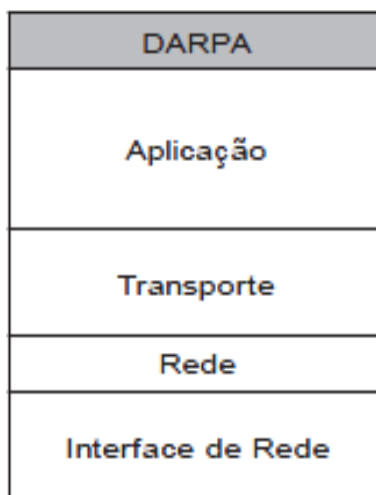 DARPA
Aplicação
Transporte
Rede
Interface de Rede